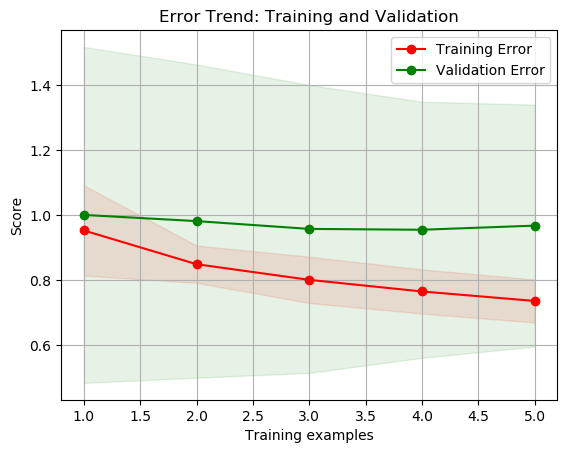 Error Trend: Training and Validation
Training Error
Validation Error
Score
1.4
1.2
1.0
0.8
0.6
1.0 1.5 2.0 2.5 3.0 3.5 4.0 4.5 5.0
Training examples